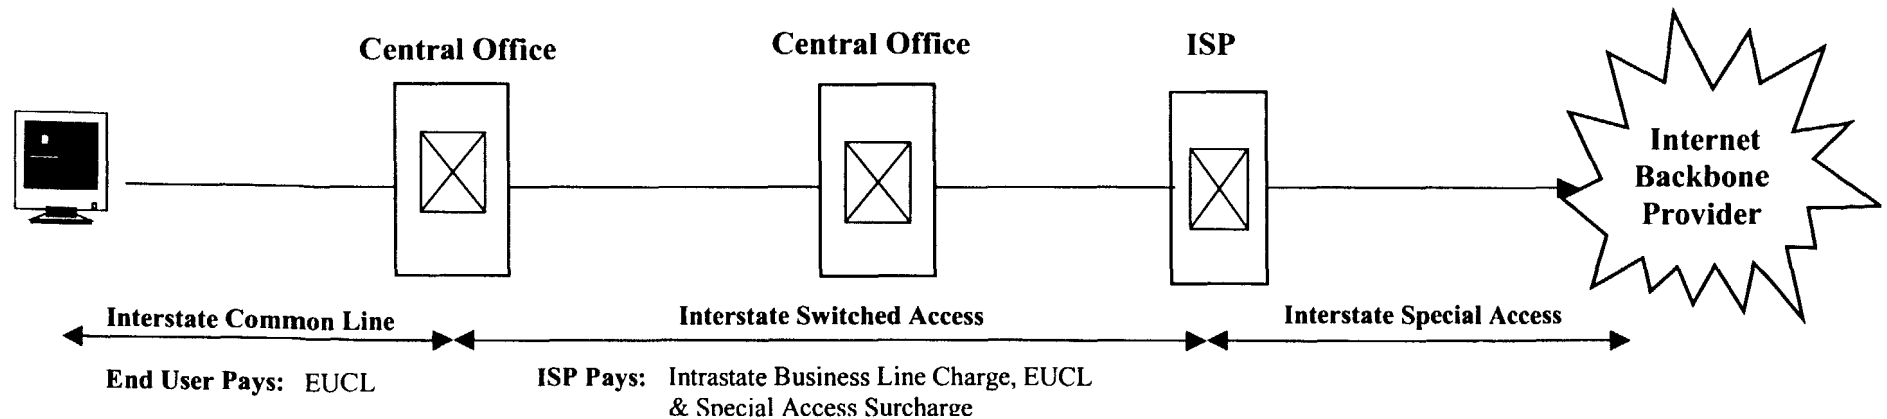 Central Office
Central Office
ISP
Internet
Backbone
Provider
Interstate Common Line
Interstate Switched Access
Interstate Special Access
End User Pays: EUCL
ISP Pays: Intrastate Business Line Charge, EUCL
& Special Access Surcharge